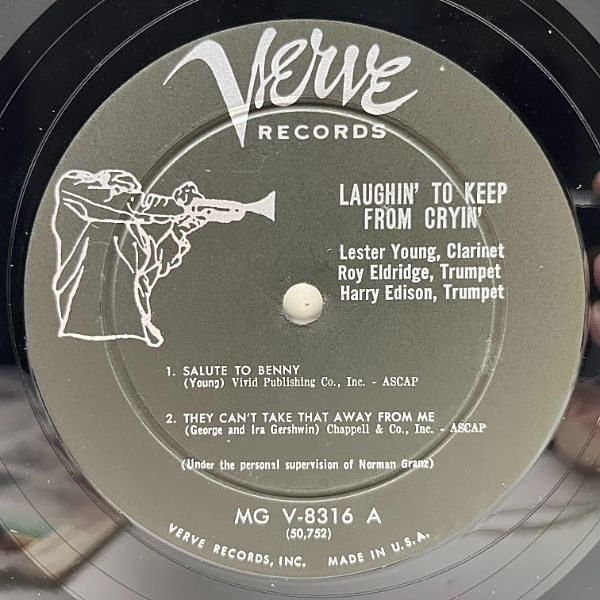 Verve
RECORDS
LAUGHIN' TO KEEP
FROM CRYIN'
Lester Young, Clarinet
Roy Eldridge, Trumpet
Harry Edison, Trumpet
1. SALUTE TO BENNY
(Young) Vivid Publishing Co., Inc. - ASCAP
2. THEY CAN'T TAKE THAT AWAY FROM ME
(George and Ira Gershwin) Chappell & Co., Inc. - ASCAP
(Under the personal supervision of Norman Granz)
MG V-8316 A
(50,752)
VERVE RECORDS, INC. MADE IN U.S.A.